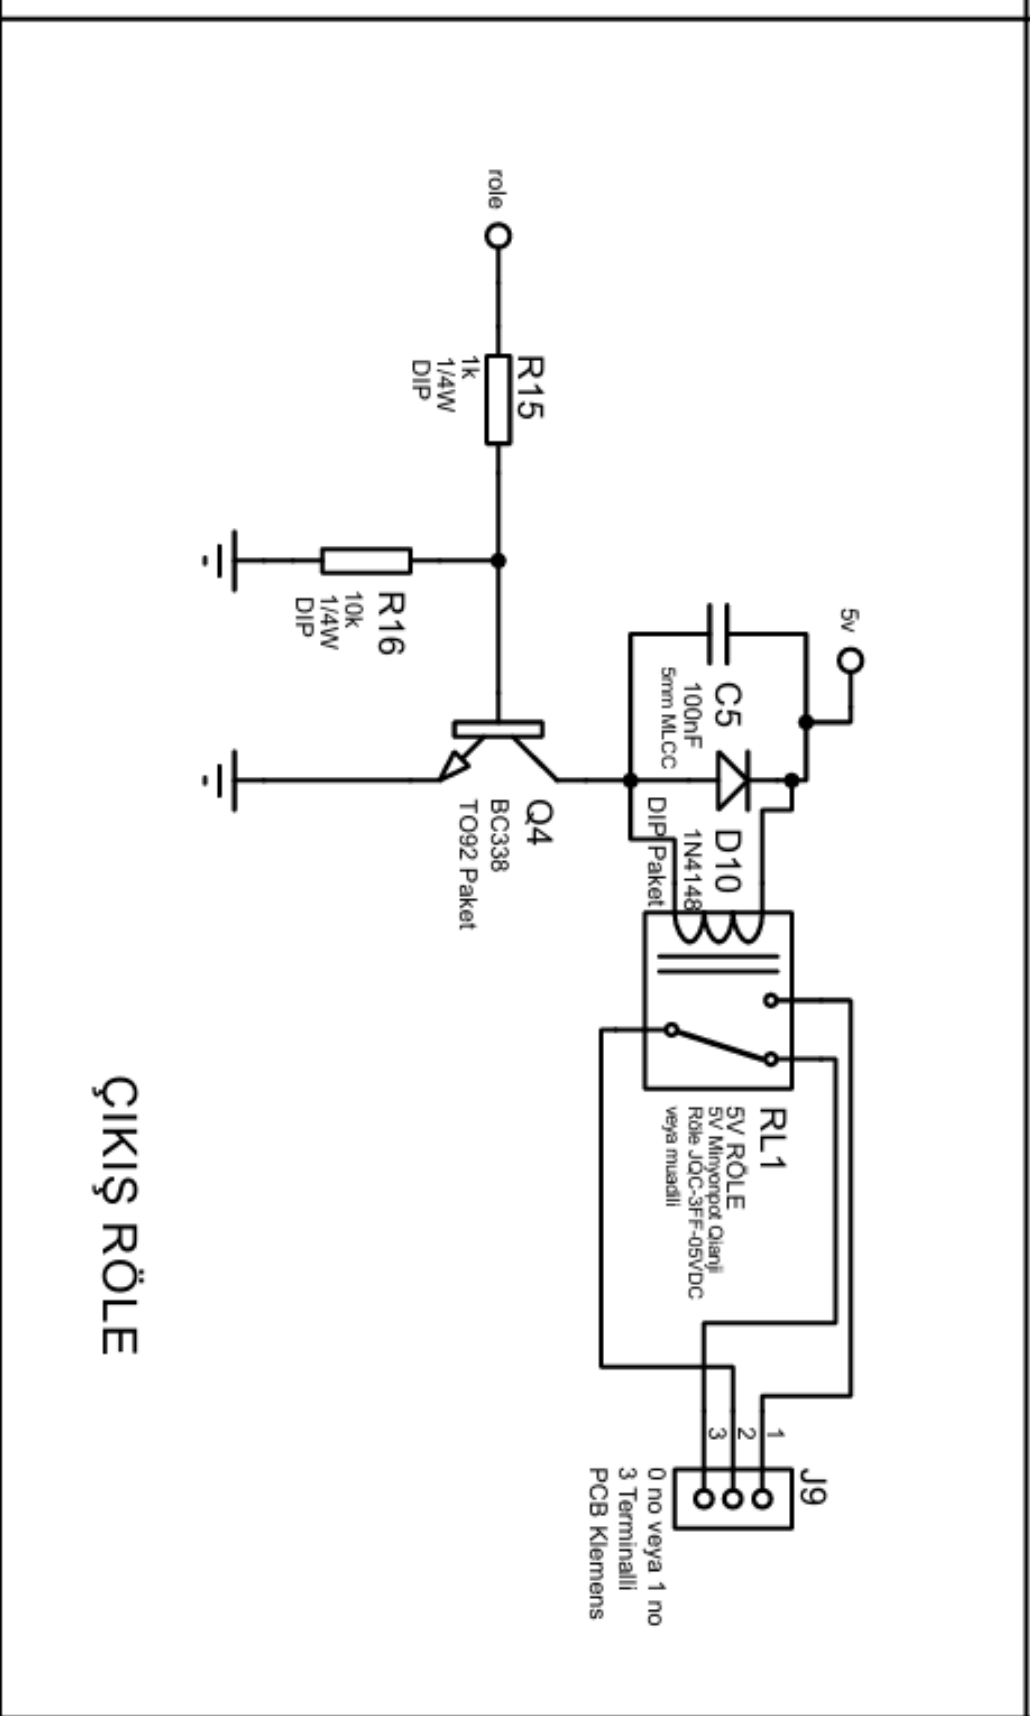 role
R15
1k
1/4W
DIP
R16
10k
1/4W
DIP
5v
C5
100nF
5mm MLCC
D10
1N4148
DIP Paket
Q4
BC338
TO92 Paket
RL1
5V RÖLE
5V Minyonpot Qianji
Röle JQC-3FF-05VDC
veya muadili
1
2
3
J9
0 no veya 1 no
3 Terminalli
PCB Klemens
ÇIKIŞ RÖLE